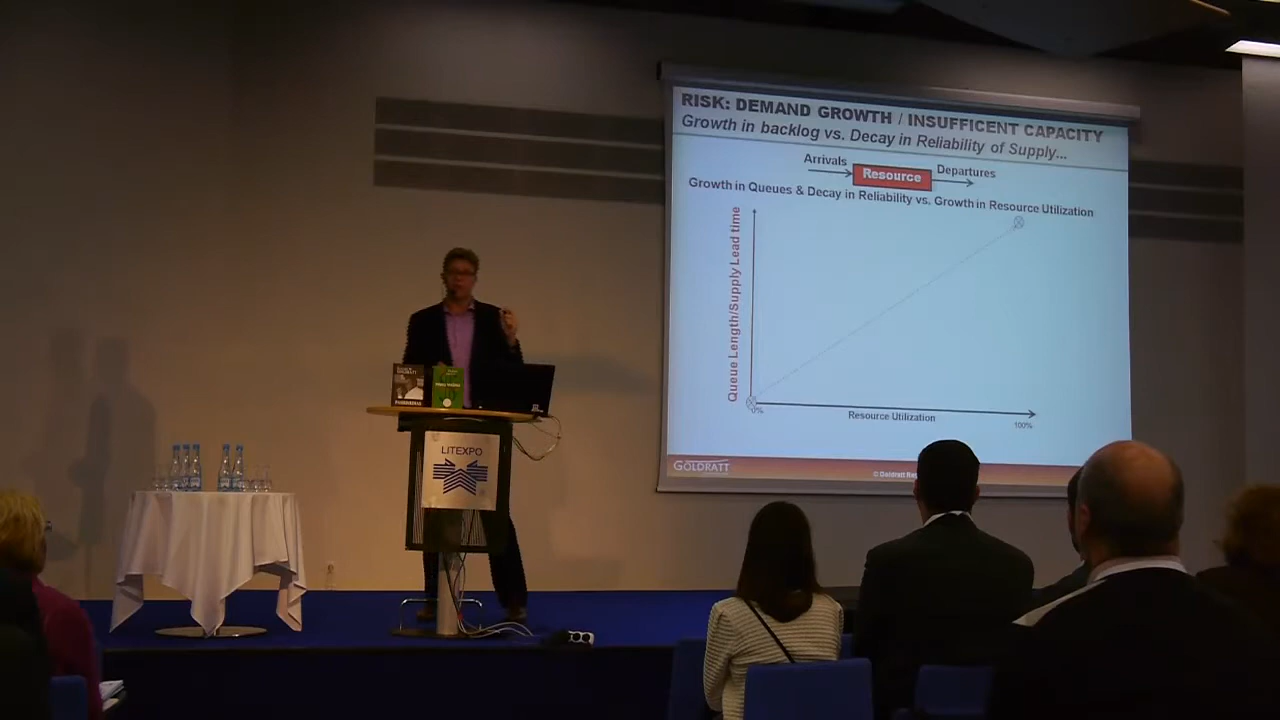 RISK: DEMAND GROWTH / INSUFFICENT CAPACITY
Growth in backlog vs. Decay in Reliability of Supply...
Arrivals
Resource
Departures
Growth in Queues & Decay in Reliability vs. Growth in Resource Utilization
Queue Length/Supply Lead time
0%
Resource Utilization
100%
GOLDRATT
© Goldratt
LITEXPO